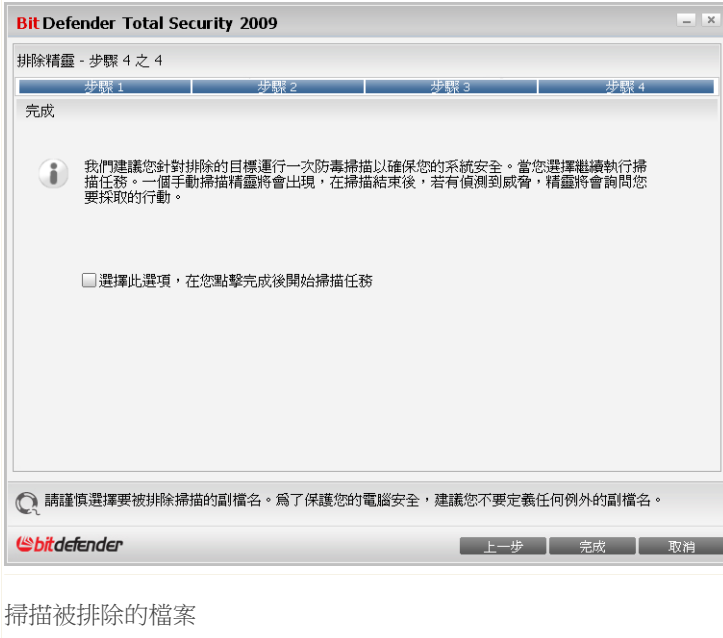 BitDefender Total Security 2009
排除精靈 - 步驟 4 之 4
步驟 1 步驟 2 步驟 3 步驟 4
完成
我們建議您針對排除的目標運行一次防毒掃描以確保您的系統安全。當您選擇繼續執行掃
描任務。一個手動掃描精靈將會出現，在掃描結束後，若有偵測到威脅，精靈將會詢問您
要採取的行動。
選擇此選項，在您點擊完成後開始掃描任務
請謹慎選擇要被排除掃描的副檔名。爲了保護您的電腦安全，建議您不要定義任何例外的副檔名。
bitdefender 上一步 完成 取消
掃描被排除的檔案